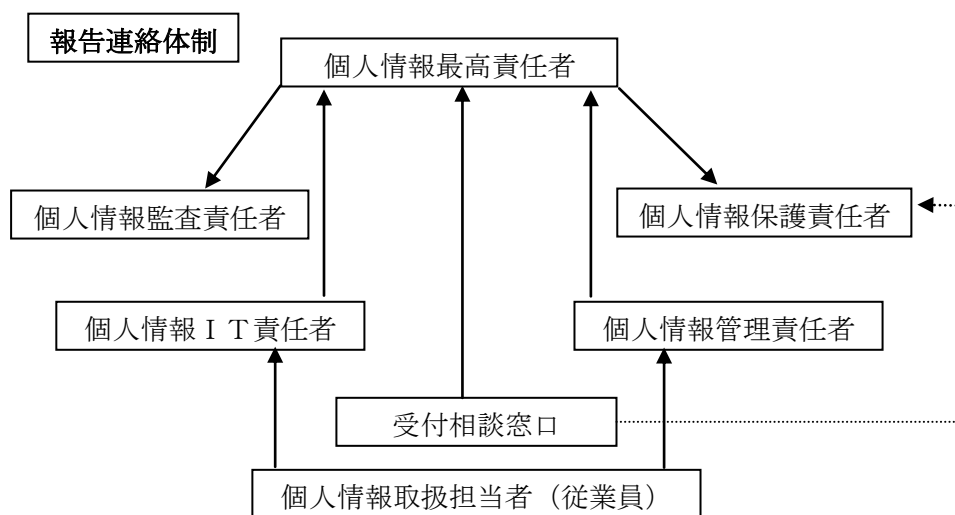 報告連絡体制
個人情報最高責任者
個人情報監査責任者
個人情報保護責任者
個人情報ＩＴ責任者
個人情報管理責任者
受付相談窓口
個人情報取扱担当者（従業員）